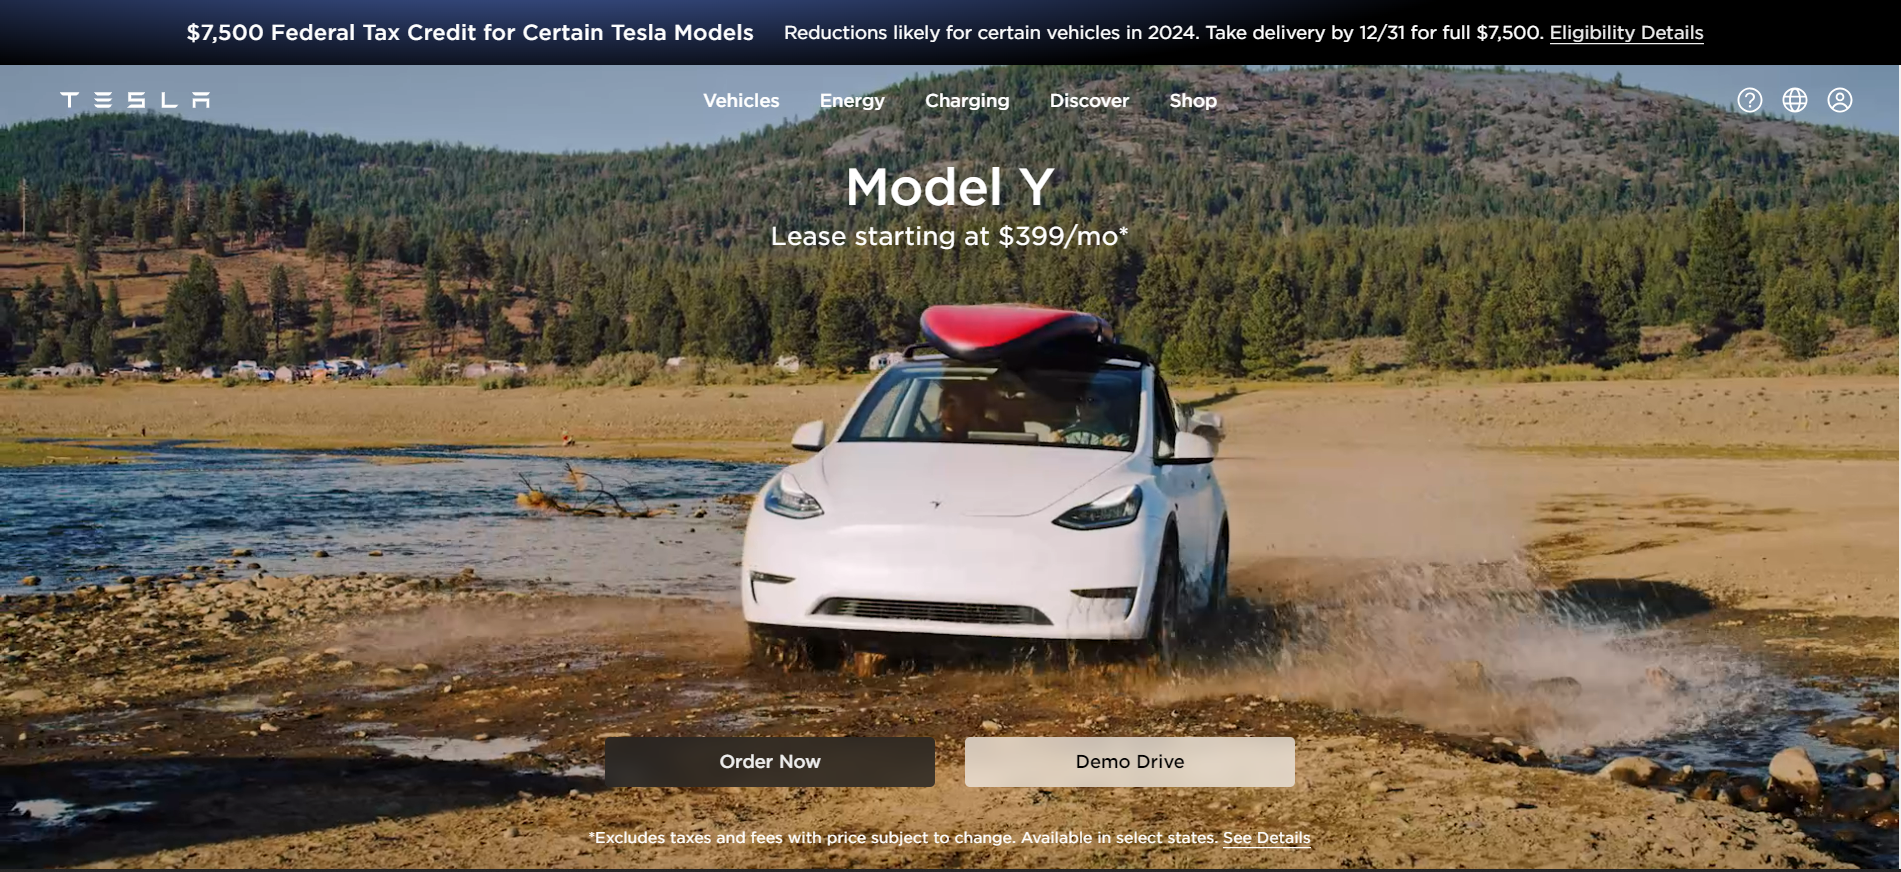 $7,500 Federal Tax Credit for Certain Tesla Models Reductions likely for certain vehicles in 2024. Take delivery by 12/31 for full $7,500. Eligibility Details
TESLA Vehicles Energy Charging Discover Shop
Model Y
Lease starting at $399/mo*
Order Now Demo Drive
*Excludes taxes and fees with price subject to change. Available in select states. See Details